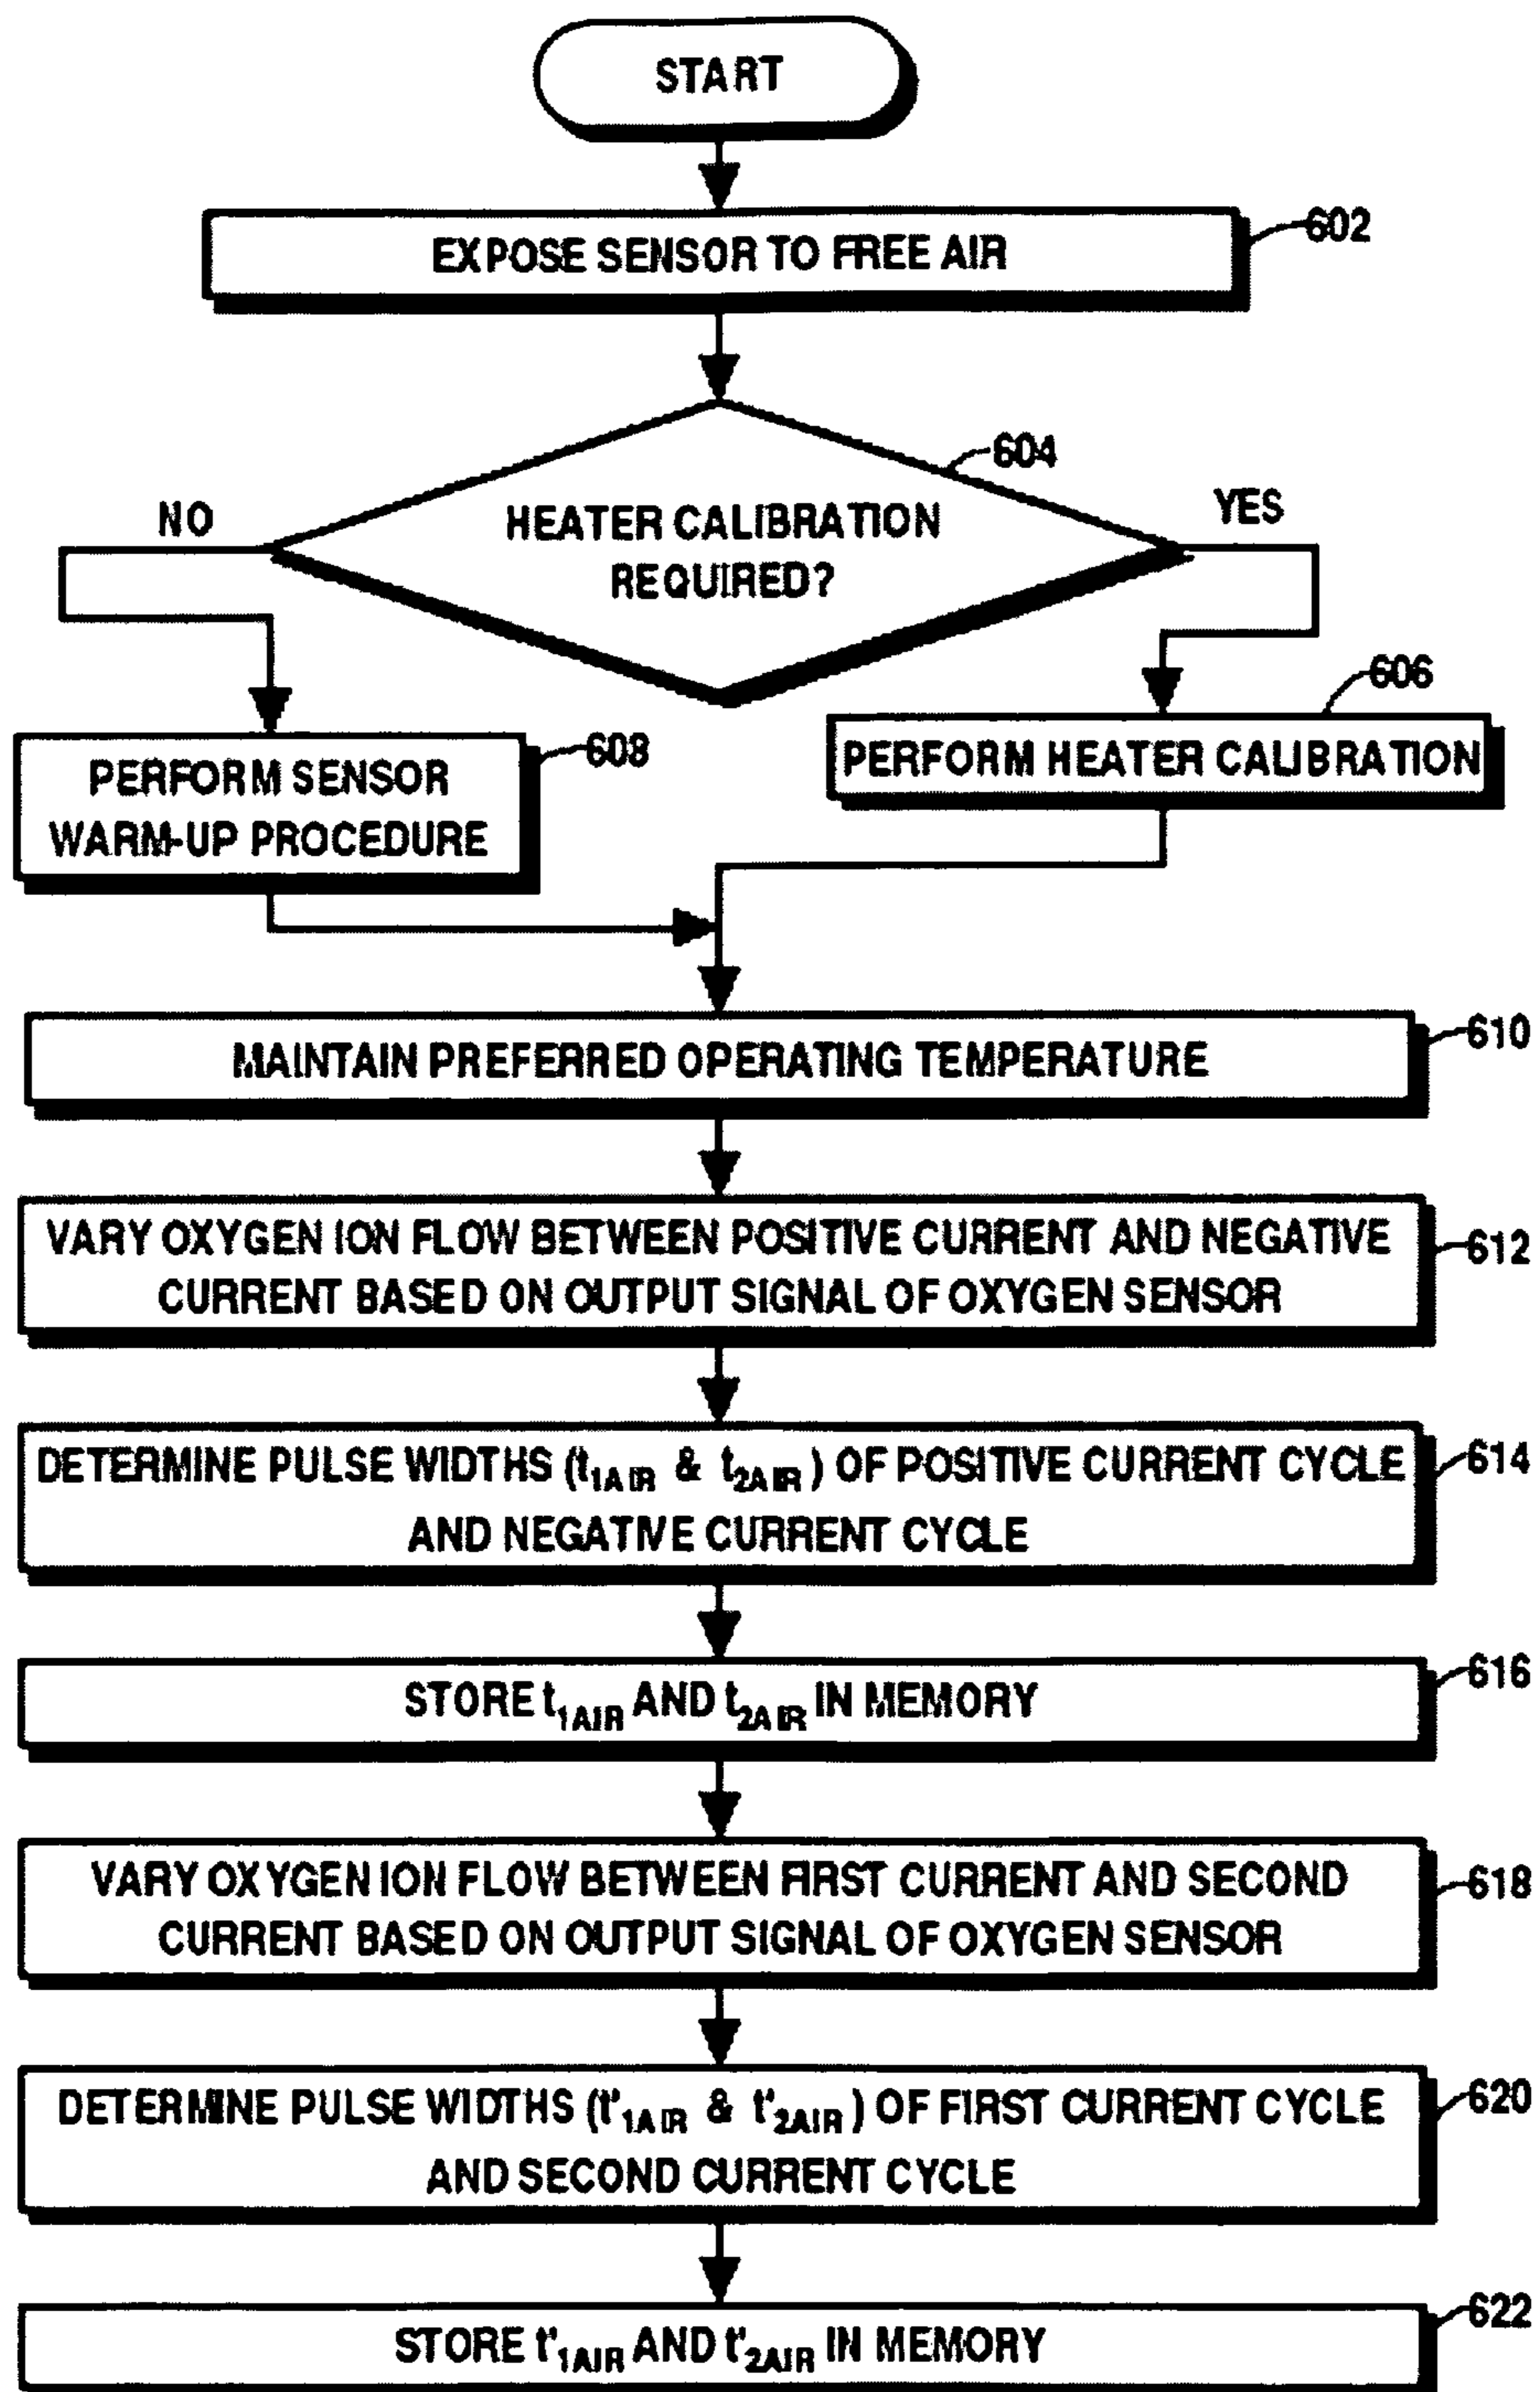 START
EXPOSE SENSOR TO FREE AIR
602
604
HEATER CALIBRATION
REQUIRED?
NO
YES
606
PERFORM HEATER CALIBRATION
608
PERFORM SENSOR
WARM-UP PROCEDURE
610
MAINTAIN PREFERRED OPERATING TEMPERATURE
612
VARY OXYGEN ION FLOW BETWEEN POSITIVE CURRENT AND NEGATIVE
CURRENT BASED ON OUTPUT SIGNAL OF OXYGEN SENSOR
614
DETERMINE PULSE WIDTHS (t1AIR & t2AIR) OF POSITIVE CURRENT CYCLE
AND NEGATIVE CURRENT CYCLE
616
STORE t1AIR AND t2AIR IN MEMORY
618
VARY OXYGEN ION FLOW BETWEEN FIRST CURRENT AND SECOND
CURRENT BASED ON OUTPUT SIGNAL OF OXYGEN SENSOR
620
DETERMINE PULSE WIDTHS (t'1AIR & t'2AIR) OF FIRST CURRENT CYCLE
AND SECOND CURRENT CYCLE
622
STORE t'1AIR AND t'2AIR IN MEMORY